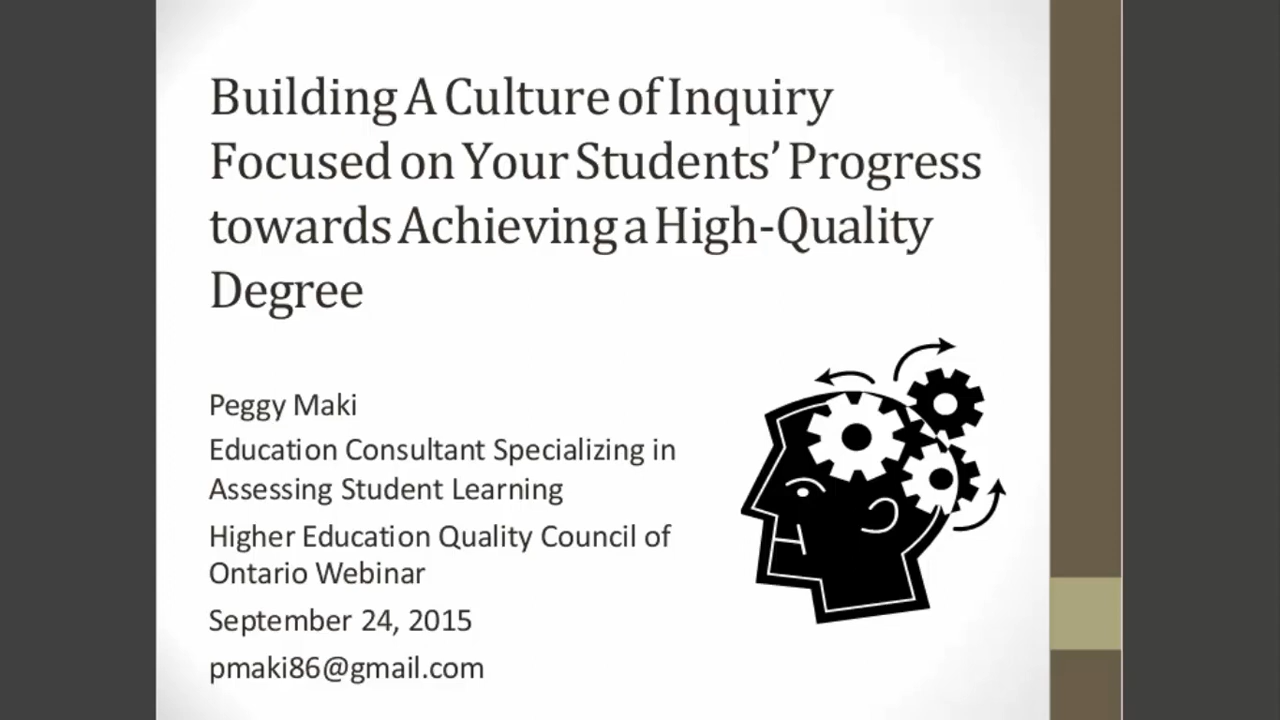 Building A Culture of Inquiry
Focused on Your Students’ Progress
towards Achieving a High-Quality
Degree
Peggy Maki
Education Consultant Specializing in
Assessing Student Learning
Higher Education Quality Council of
Ontario Webinar
September 24, 2015
pmaki86@gmail.com